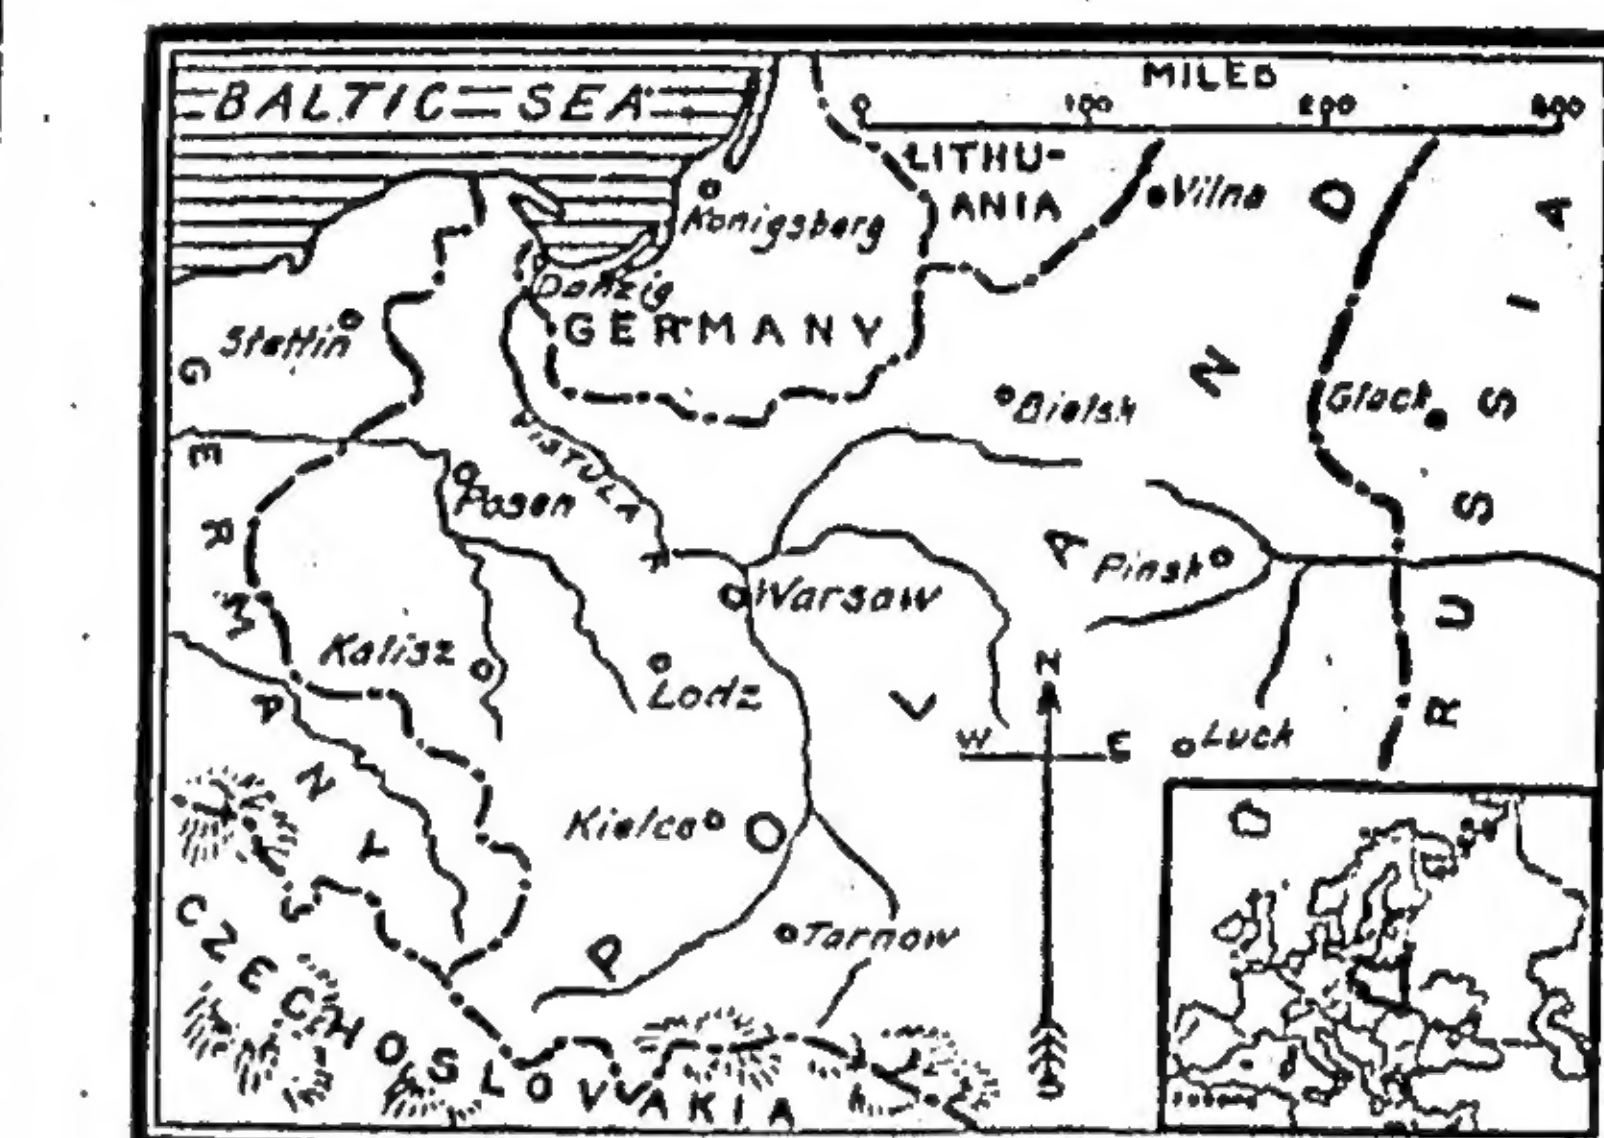 MILES
0 100 200 300
BALTIC SEA
LITHU-
ANIA
Vilna
Konigsberg
Danzig
GERMANY
Stettin
Bielsk
Glack
VISTULA
Posen
Pinsk
Warsaw
Kalisz
Lodz
Luck
N
W E
S
Kielce
Tarnow
GERMANY
POLAND
RUSSIA
CZECHOSLOVAKIA